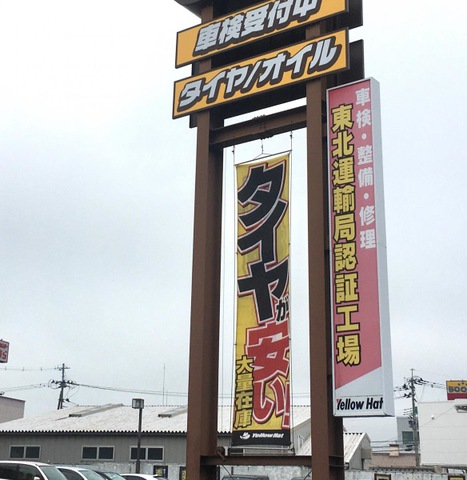 車検受付中
タイヤ/オイル
車検・整備・修理
東北運輸局認証工場
Yellow Hat
タイヤが安い!
大量在庫
Yellow Hat